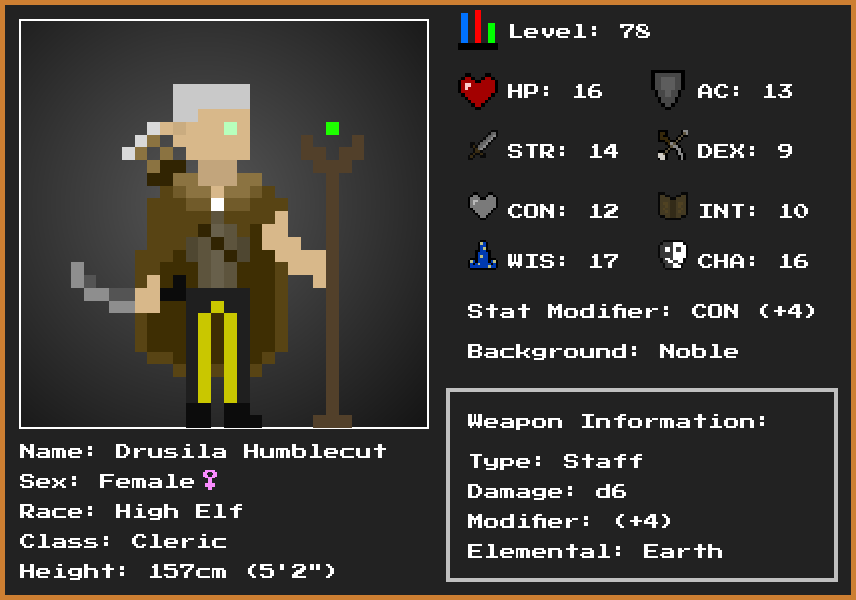 Level: 78
HP: 16
AC: 13
STR: 14
DEX: 9
CON: 12
INT: 10
WIS: 17
CHA: 16
Stat Modifier: CON (+4)
Background: Noble
Weapon Information:
Type: Staff
Damage: d6
Modifier: (+4)
Elemental: Earth
Name: Drusila Humblecut
Sex: Female♀
Race: High Elf
Class: Cleric
Height: 157cm (5'2")